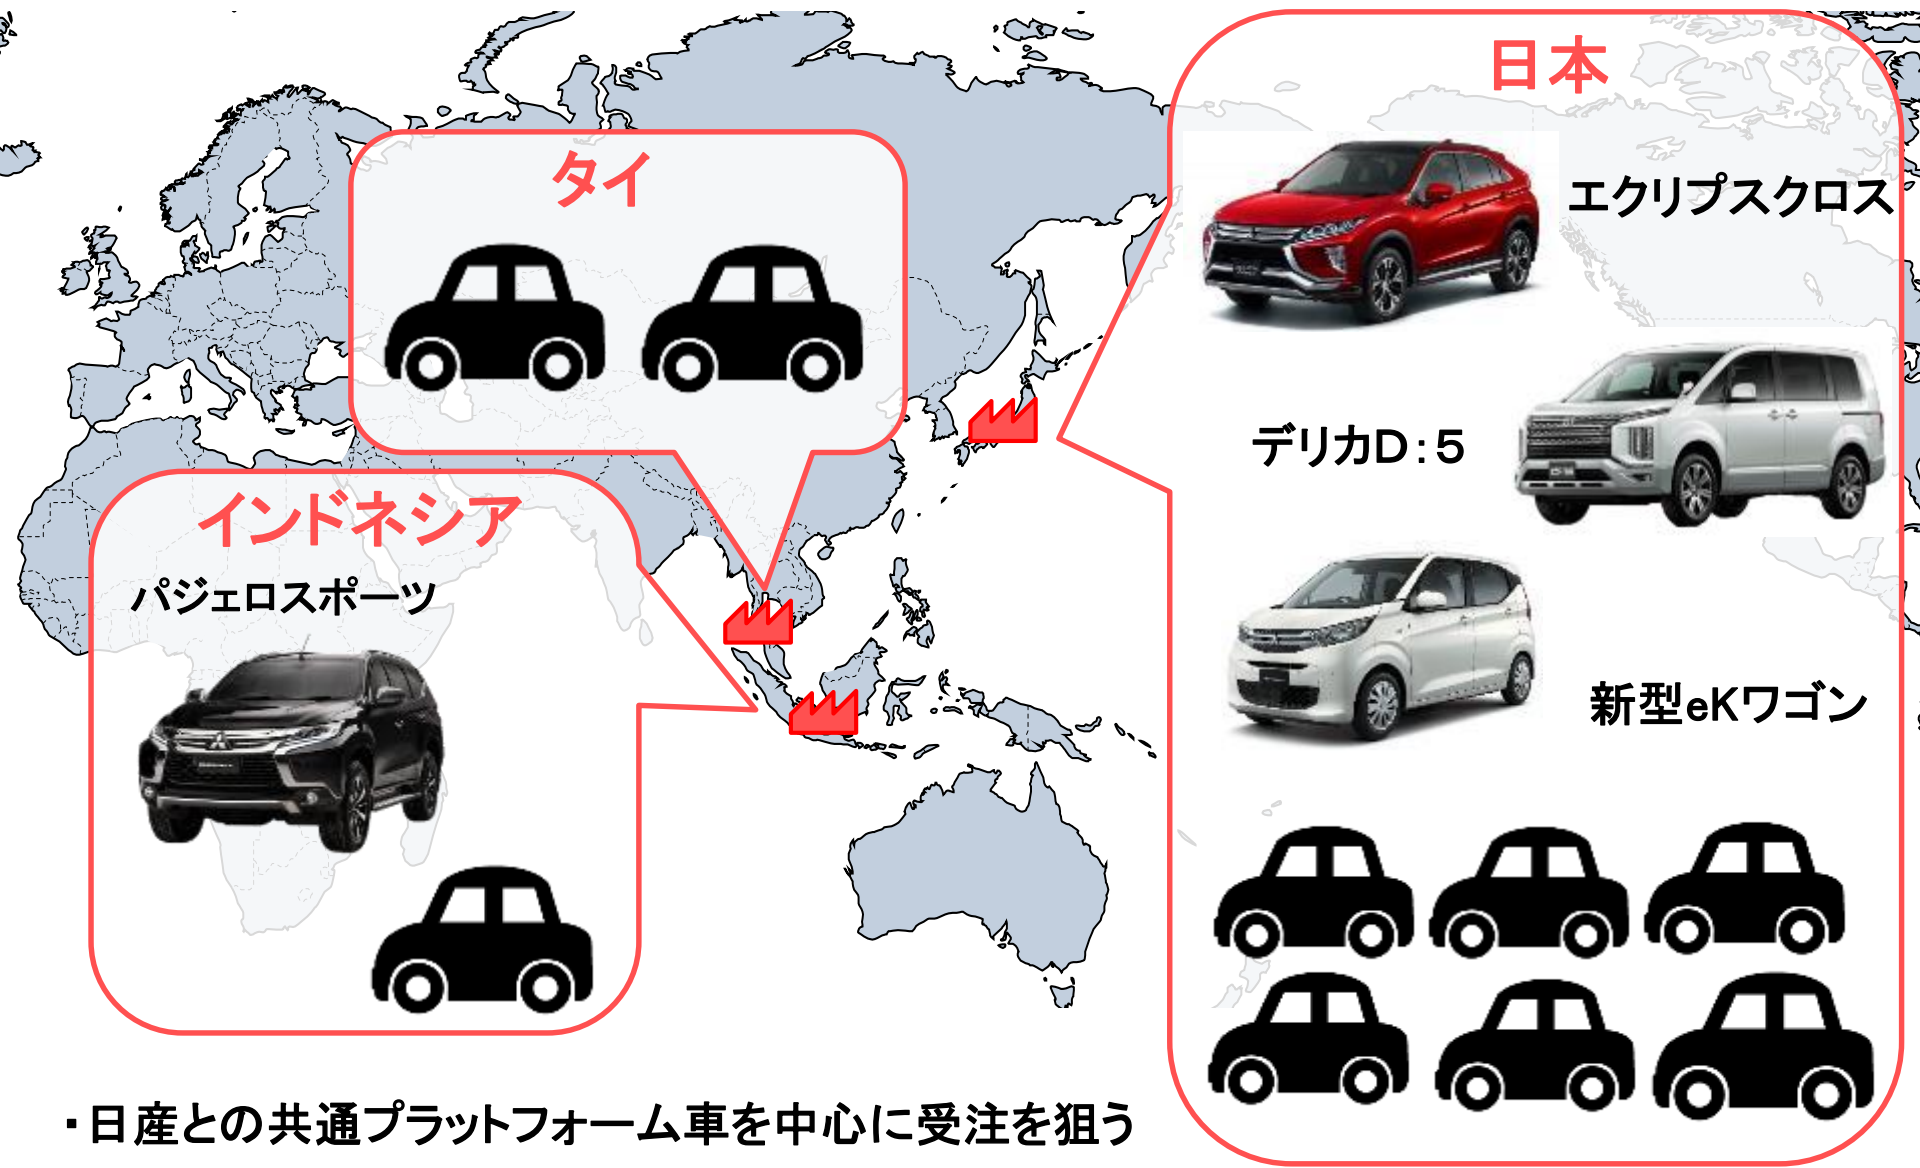 日本
エクリプスクロス
デリカD:5
新型eKワゴン
タイ
インドネシア
パジェロスポーツ
・日産との共通プラットフォーム車を中心に受注を狙う